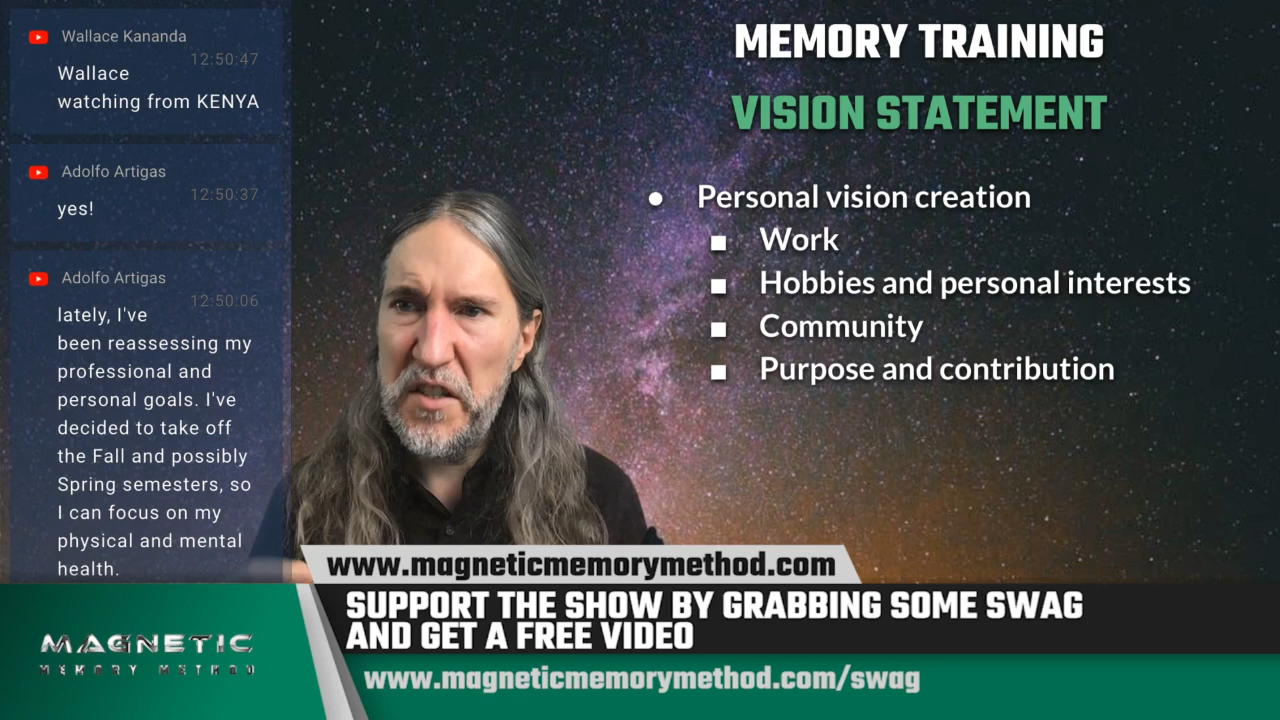 Wallace Kananda
12:50:47
Wallace
watching from KENYA
Adolfo Artigas
12:50:37
yes!
Adolfo Artigas
12:50:06
lately, I've
been reassessing my
professional and
personal goals. I've
decided to take off
the Fall and possibly
Spring semesters, so
I can focus on my
physical and mental
health.
MEMORY TRAINING
VISION STATEMENT
● Personal vision creation
■ Work
■ Hobbies and personal interests
■ Community
■ Purpose and contribution
www.magneticmemorymethod.com
SUPPORT THE SHOW BY GRABBING SOME SWAG
AND GET A FREE VIDEO
www.magneticmemorymethod.com/swag
MAGNETIC
MEMORY METHOD